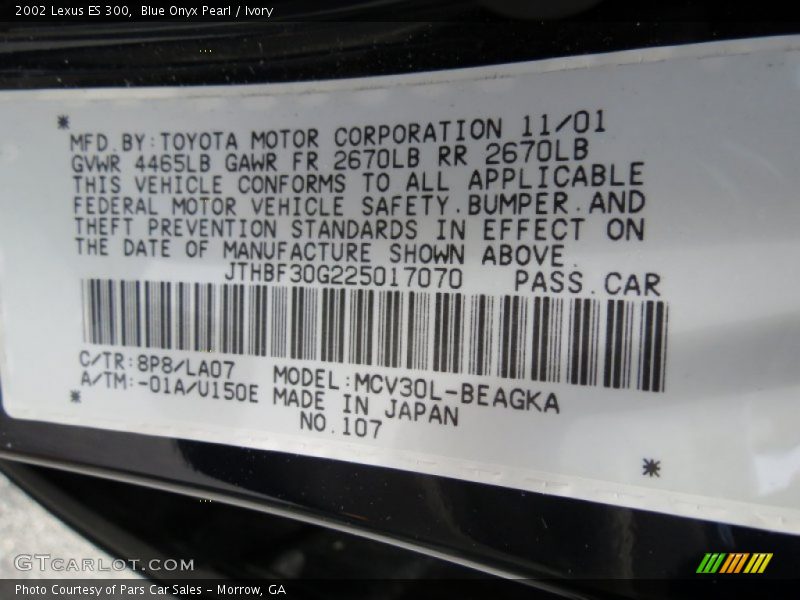 2002 Lexus ES 300, Blue Onyx Pearl / Ivory
* MFD.BY:TOYOTA MOTOR CORPORATION 11/01
GVWR 4465LB GAWR FR 2670LB RR 2670LB
THIS VEHICLE CONFORMS TO ALL APPLICABLE
FEDERAL MOTOR VEHICLE SAFETY.BUMPER.AND
THEFT PREVENTION STANDARDS IN EFFECT ON
THE DATE OF MANUFACTURE SHOWN ABOVE.
JTHBF30G225017070 PASS.CAR
C/TR:8P8/LA07 MODEL:MCV30L-BEAGKA
A/TM:-01A/U150E MADE IN JAPAN
* NO.107 *
GTCARLOT.COM
Photo Courtesy of Pars Car Sales - Morrow, GA